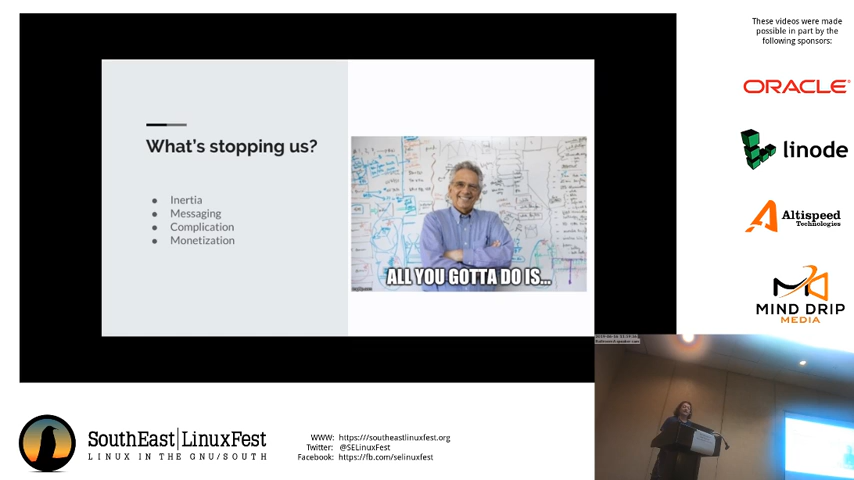 These videos were made
possible in part by the
following sponsors:
ORACLE
linode
Altispeed
Technologies
MIND DRIP
MEDIA
What's stopping us?
Inertia
Messaging
Complication
Monetization
ALL YOU GOTTA DO IS...
SouthEast LinuxFest
LINUX IN THE GNU/SOUTH
WWW: https://southeastlinuxfest.org
Twitter: @SELinuxFest
Facebook: https://fb.com/selinuxfest